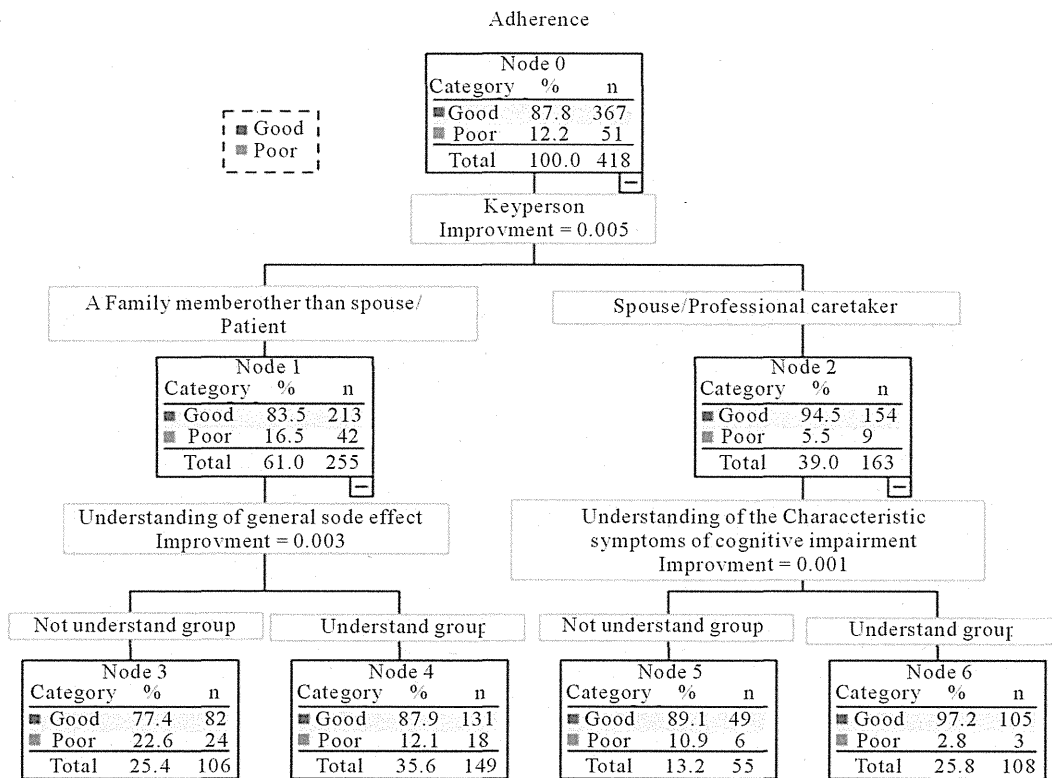 Adherence
Node 0
Category % n
Good 87.8 367
Poor 12.2 51
Total 100.0 418
Good
Poor
Keyperson
Improvment = 0.005
A Family memberother than spouse/
Patient
Spouse/Professional caretaker
Node 1
Category % n
Good 83.5 213
Poor 16.5 42
Total 61.0 255
Node 2
Category % n
Good 94.5 154
Poor 5.5 9
Total 39.0 163
Understanding of general sode effect
Improvment = 0.003
Understanding of the Characcteristic
symptoms of cognitive impairment
Improvment = 0.001
Not understand group
Understand group
Not understand group
Understand group
Node 3
Category % n
Good 77.4 82
Poor 22.6 24
Total 25.4 106
Node 4
Category % n
Good 87.9 131
Poor 12.1 18
Total 35.6 149
Node 5
Category % n
Good 89.1 49
Poor 10.9 6
Total 13.2 55
Node 6
Category % n
Good 97.2 105
Poor 2.8 3
Total 25.8 108